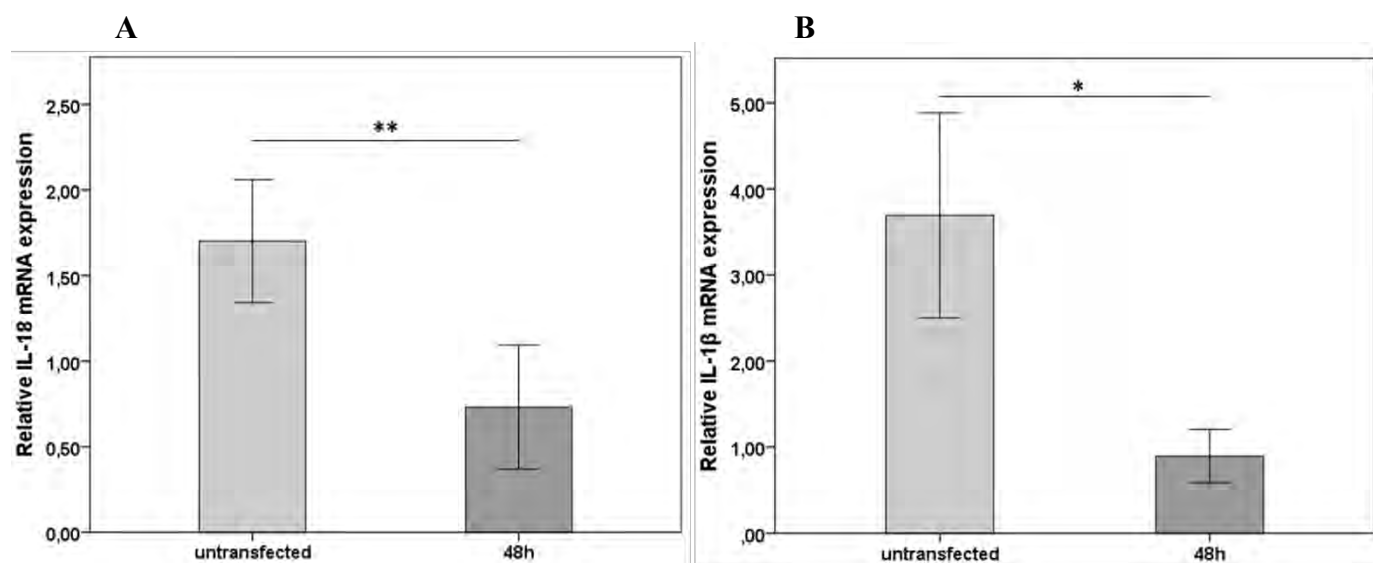 A
Relative IL-18 mRNA expression
2,50
2,00
1,50
1,00
0,50
0,00
**
untransfected
48h
B
Relative IL-1β mRNA expression
5,00
4,00
3,00
2,00
1,00
,00
*
untransfected
48h